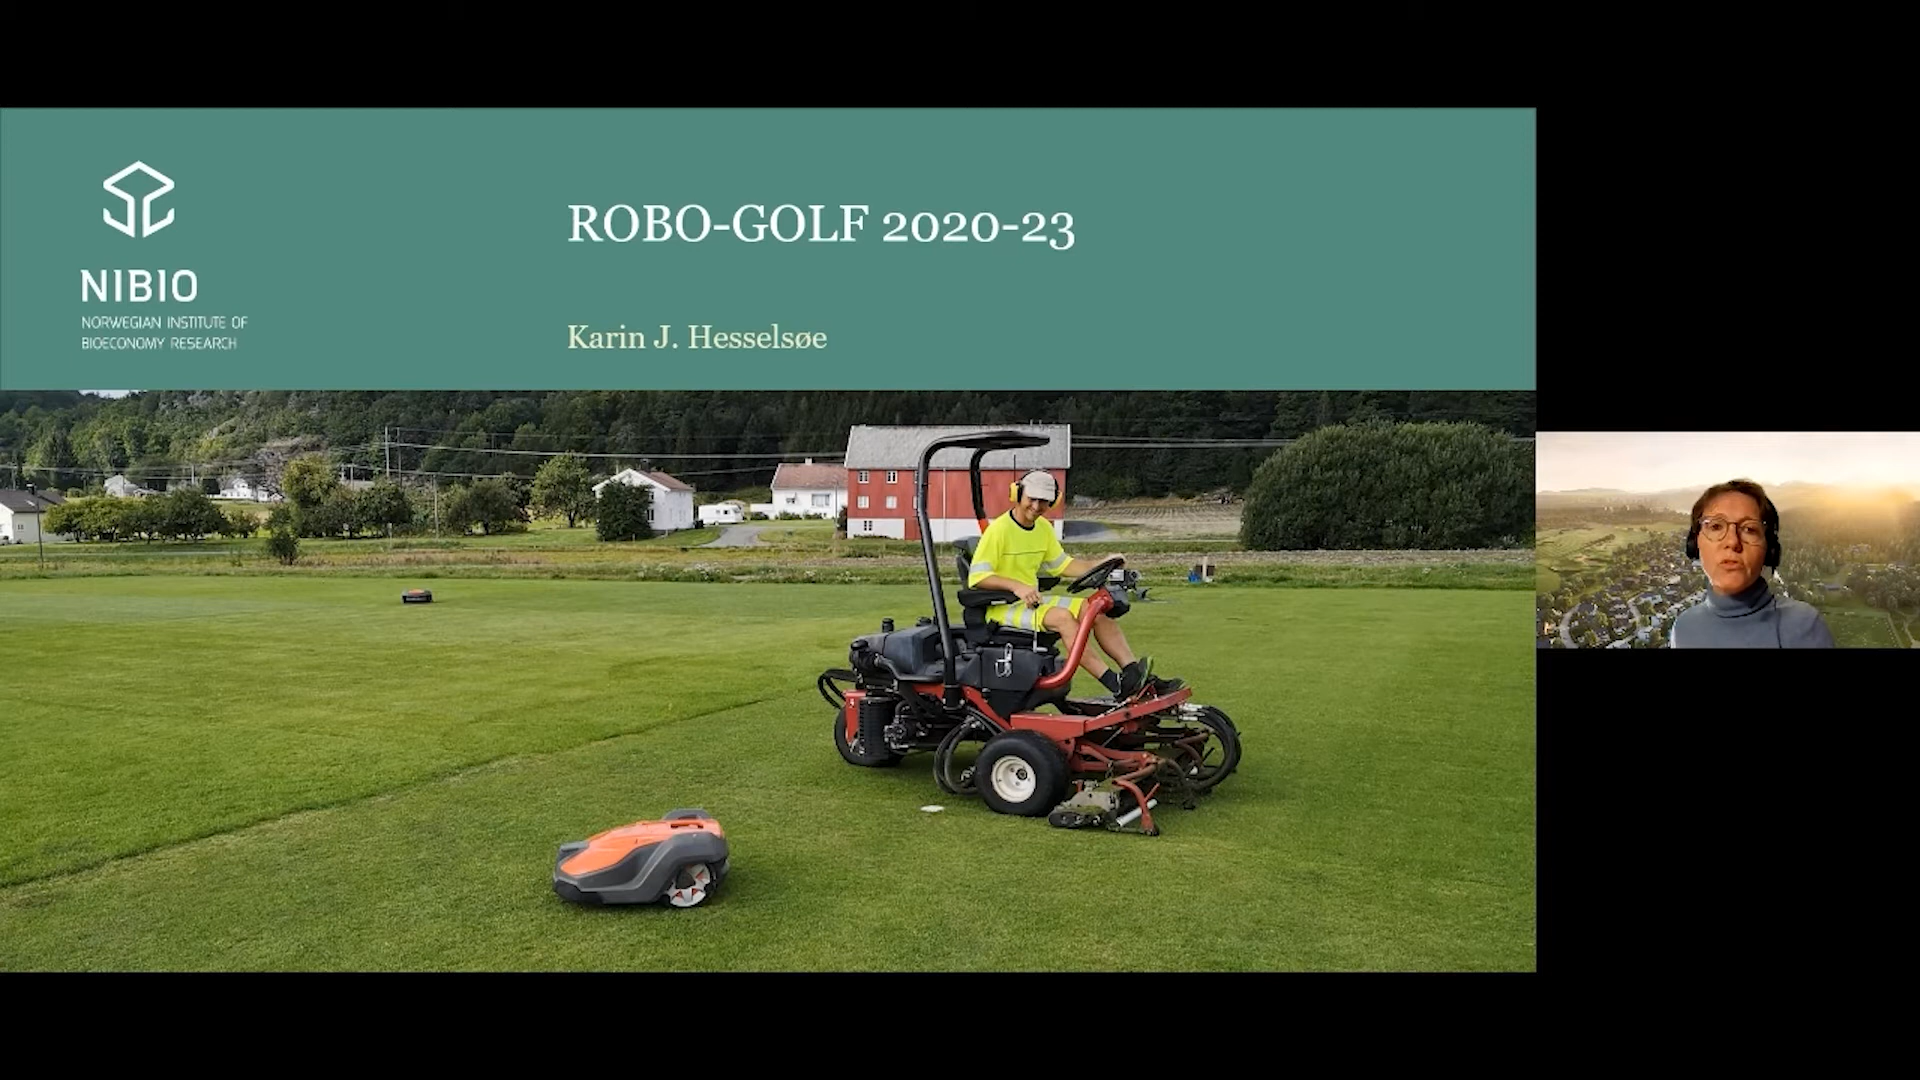 NIBIO
NORWEGIAN INSTITUTE OF
BIOECONOMY RESEARCH
ROBO-GOLF 2020-23
Karin J. Hesselsøe